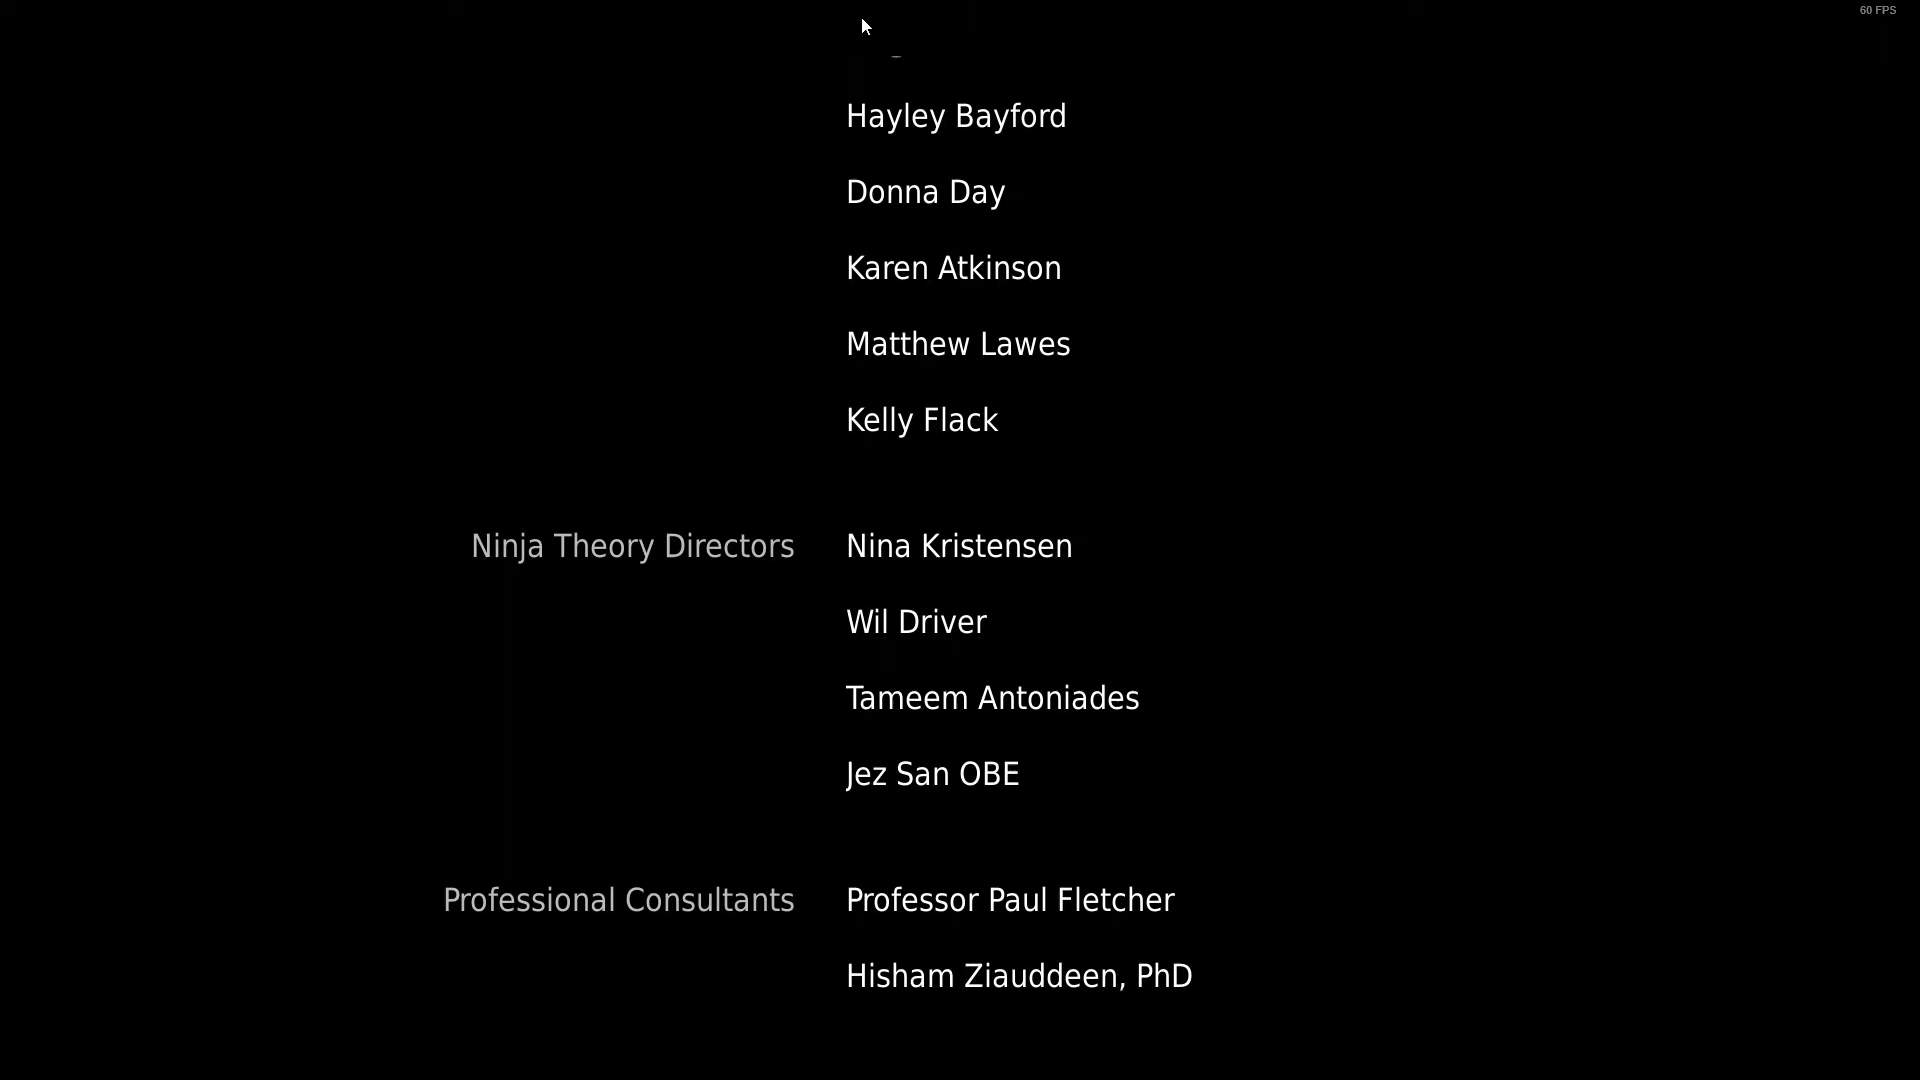 60 FPS
Hayley Bayford
Donna Day
Karen Atkinson
Matthew Lawes
Kelly Flack
Ninja Theory Directors Nina Kristensen
Wil Driver
Tameem Antoniades
Jez San OBE
Professional Consultants Professor Paul Fletcher
Hisham Ziauddeen, PhD